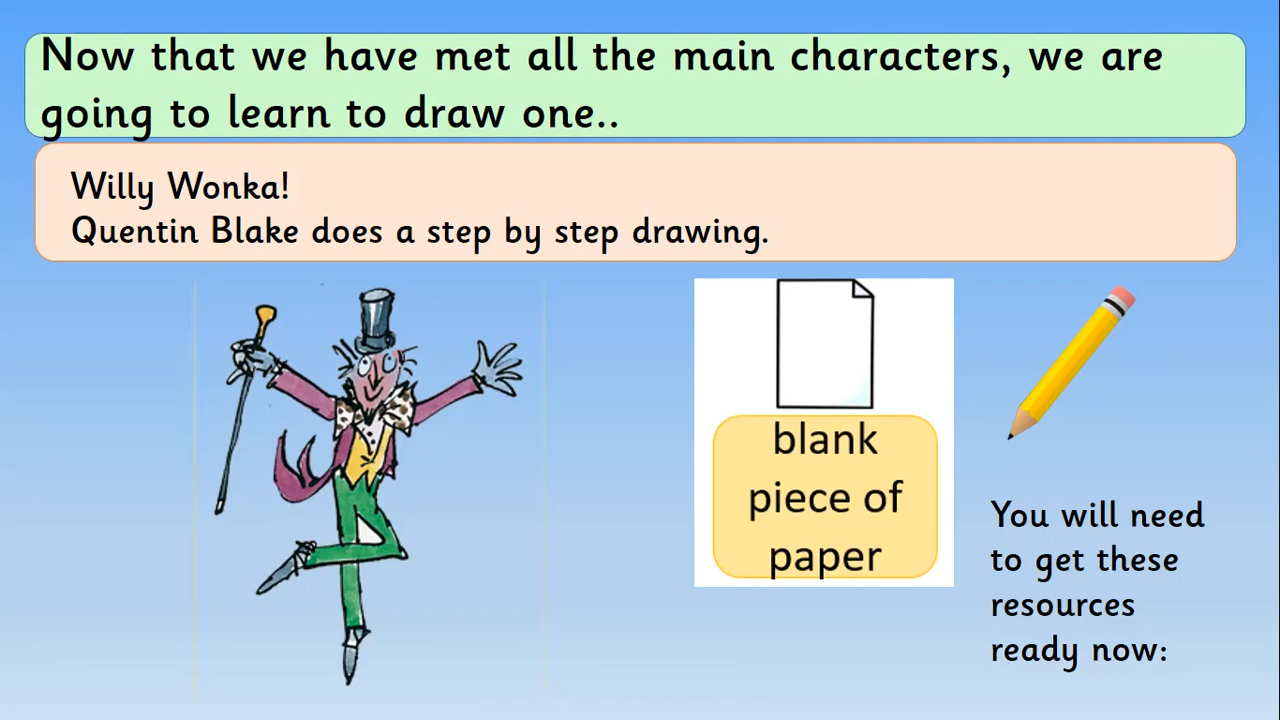 Now that we have met all the main characters, we are
going to learn to draw one..
Willy Wonka!
Quentin Blake does a step by step drawing.
blank
piece of
paper
You will need
to get these
resources
ready now: